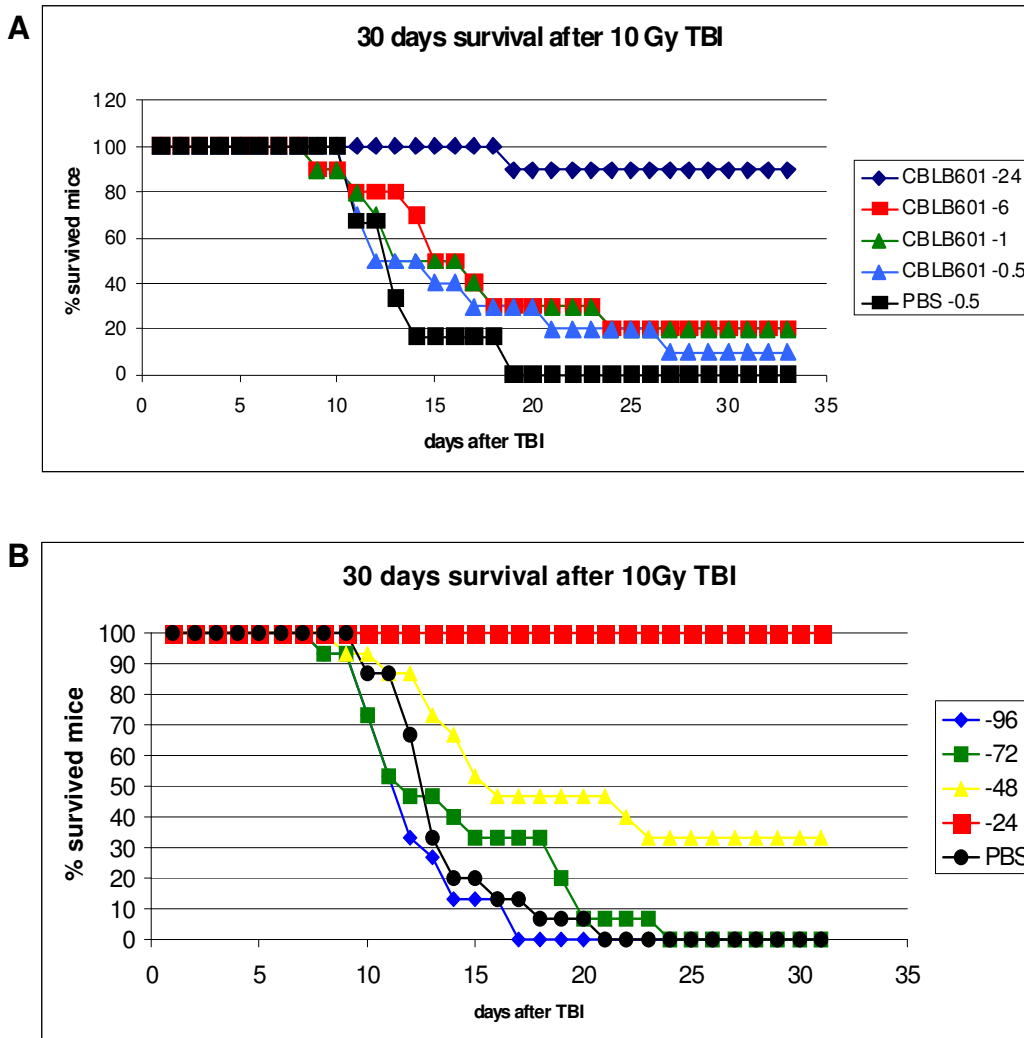 A
30 days survival after 10 Gy TBI
% survived mice
120
100
80
60
40
20
0
0 5 10 15 20 25 30 35
days after TBI
CBLB601 -24
CBLB601 -6
CBLB601 -1
CBLB601 -0.5
PBS -0.5
B
30 days survival after 10Gy TBI
% survived mice
100
90
80
70
60
50
40
30
20
10
0
0 5 10 15 20 25 30 35
days after TBI
-96
-72
-48
-24
PBS